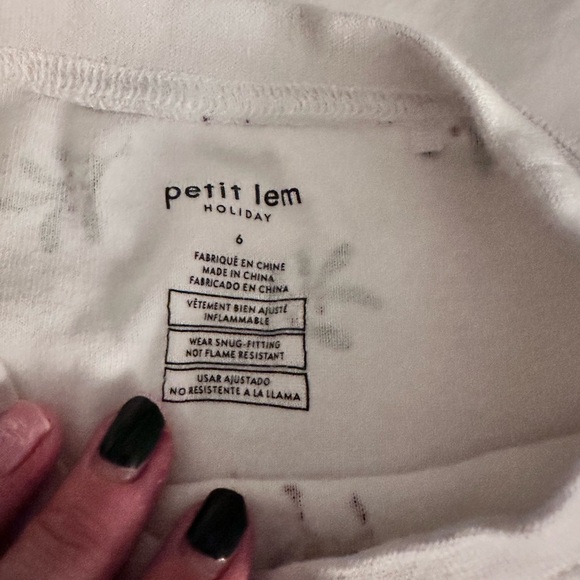 petit lem
HOLIDAY
6
FABRIQUÉ EN CHINE
MADE IN CHINA
FABRICADO EN CHINA
VÊTEMENT BIEN AJUSTÉ
INFLAMMABLE
WEAR SNUG-FITTING
NOT FLAME RESISTANT
USAR AJUSTADO
NO RESISTENTE A LA LLAMA